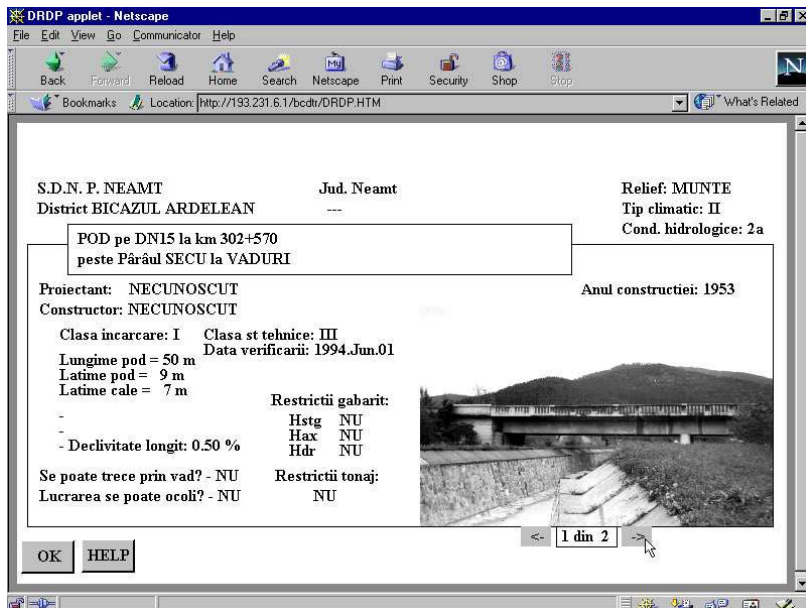 DRDP applet - Netscape
File Edit View Go Communicator Help
Back Forward Reload Home Search Netscape Print Security Shop Stop
Bookmarks Location: http://193.231.6.1/bcdtr/DRDP.HTM What's Related
S.D.N. P. NEAMT Jud. Neamt Relief: MUNTE
District BICAZUL ARDELEAN --- Tip climatic: II
Cond. hidrologice: 2a
POD pe DN15 la km 302+570
peste Pârâul SECU la VADURI
Proiectant: NECUNOSCUT Anul constructiei: 1953
Constructor: NECUNOSCUT
Clasa incarcare: I Clasa st tehnice: III
Data verificarii: 1994.Jun.01
Lungime pod = 50 m
Latime pod = 9 m
Latime cale = 7 m
Restrictii gabarit:
- Hstg NU
- Hax NU
- Declivitate longit: 0.50 % Hdr NU
Se poate trece prin vad? - NU Restrictii tonaj:
Lucrarea se poate ocoli? - NU NU
<- 1 din 2 ->
OK HELP